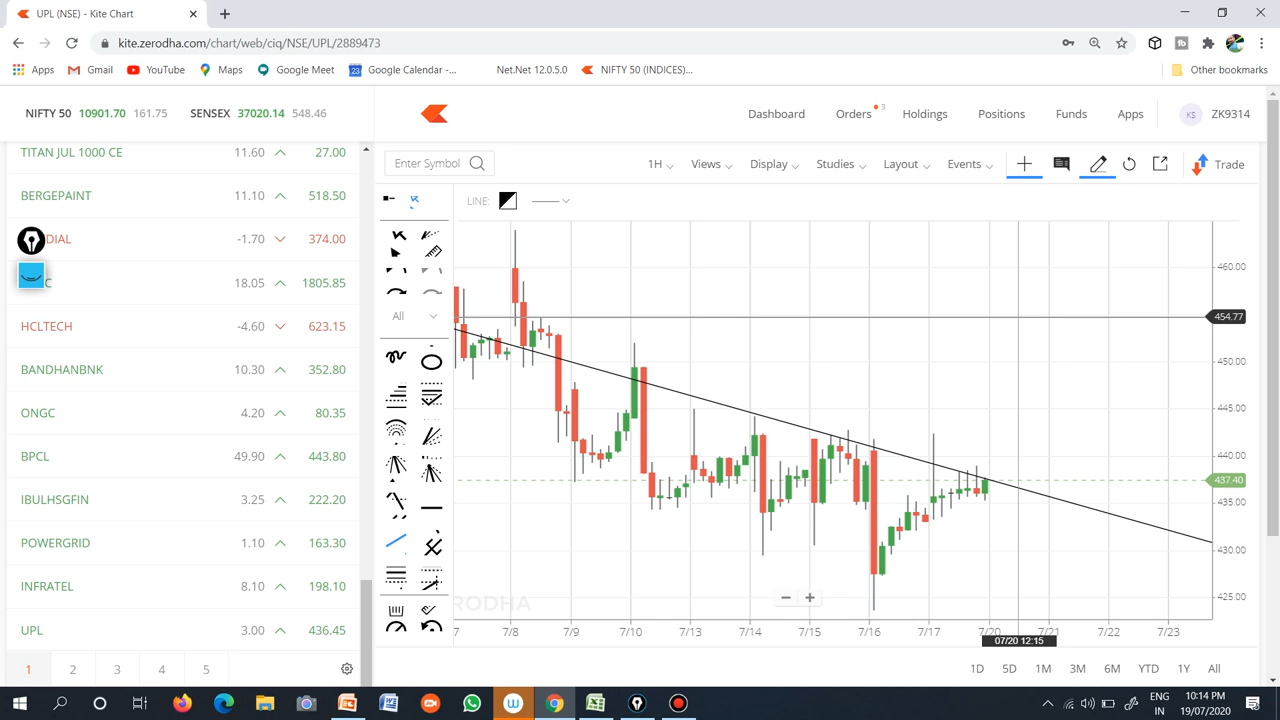 UPL (NSE) - Kite Chart
kite.zerodha.com/chart/web/ciq/NSE/UPL/2889473
Apps Gmail YouTube Maps Google Meet Google Calendar -... Net.Net 12.0.5.0 NIFTY 50 (INDICES)... Other bookmarks
NIFTY 50 10901.70 161.75 SENSEX 37020.14 548.46
Dashboard Orders 3 Holdings Positions Funds Apps KS ZK9314
TITAN JUL 1000 CE 11.60 27.00
BERGEPAINT 11.10 518.50
DIAL -1.70 374.00
C 18.05 1805.85
HCLTECH -4.60 623.15
BANDHANBNK 10.30 352.80
ONGC 4.20 80.35
BPCL 49.90 443.80
IBULHSGFIN 3.25 222.20
POWERGRID 1.10 163.30
INFRATEL 8.10 198.10
UPL 3.00 436.45
1 2 3 4 5
Enter Symbol 1H Views Display Studies Layout Events Trade
LINE:
All
460.00
454.77
450.00
445.00
440.00
437.40
435.00
430.00
425.00
ZERODHA
7 7/8 7/9 7/10 7/13 7/14 7/15 7/16 7/17 7/20 7/21 7/22 7/23
07/20 12:15
1D 5D 1M 3M 6M YTD 1Y All
ENG
IN
10:14 PM
19/07/2020